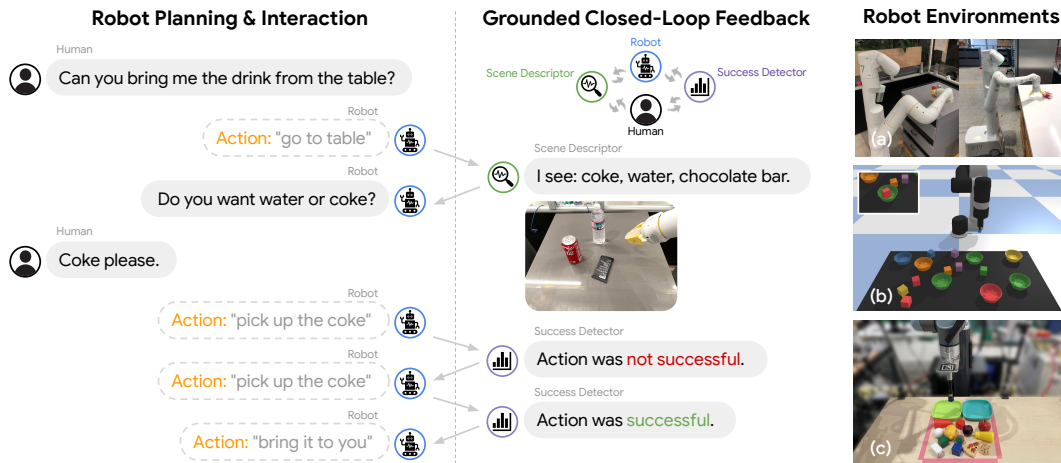 Robot Planning & Interaction
Human
Can you bring me the drink from the table?
Robot
Action: "go to table"
Robot
Do you want water or coke?
Human
Coke please.
Robot
Action: "pick up the coke"
Robot
Action: "pick up the coke"
Robot
Action: "bring it to you"
Grounded Closed-Loop Feedback
Robot
Scene Descriptor
Success Detector
Human
Scene Descriptor
I see: coke, water, chocolate bar.
Success Detector
Action was not successful.
Success Detector
Action was successful.
Robot Environments
(a)
(b)
(c)